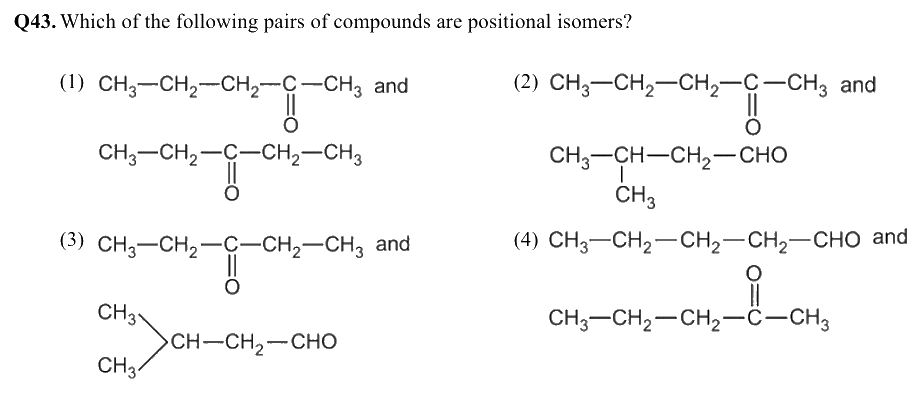 Q43. Which of the following pairs of compounds are positional isomers?
(1) CH₃—CH₂—CH₂—C—CH₃ and
O
CH₃—CH₂—C—CH₂—CH₃
O
(2) CH₃—CH₂—CH₂—C—CH₃ and
O
CH₃—CH—CH₂—CHO
CH₃
(3) CH₃—CH₂—C—CH₂—CH₃ and
O
CH₃
CH—CH₂—CHO
CH₃
(4) CH₃—CH₂—CH₂—CH₂—CHO and
O
CH₃—CH₂—CH₂—C—CH₃